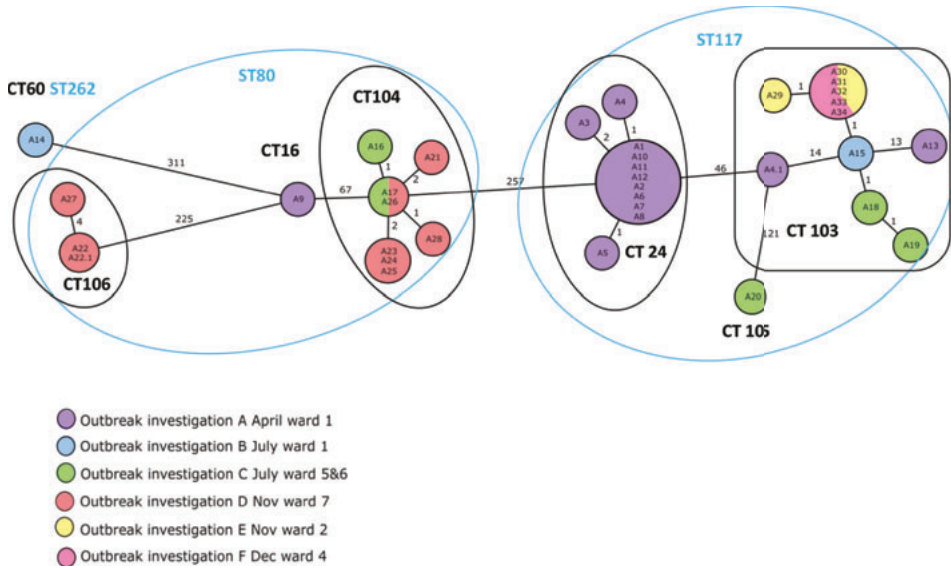 ST80
ST117
CT60 ST262
CT104
CT16
A14
311
A16
1
A21
2
A9
67
A17
A26
257
1
2
A28
A23
A24
A25
A27
4
225
A22
A22.1
CT106
A3
A4
2
1
A1
A10
A11
A12
A2
A6
A7
A8
1
A5
CT 24
46
A29
1
A30
A31
A32
A33
A34
1
A4.1
14
A15
13
A13
1
A18
1
A19
CT 103
121
A20
CT 105
Outbreak investigation A April ward 1
Outbreak investigation B July ward 1
Outbreak investigation C July ward 5&6
Outbreak investigation D Nov ward 7
Outbreak investigation E Nov ward 2
Outbreak investigation F Dec ward 4